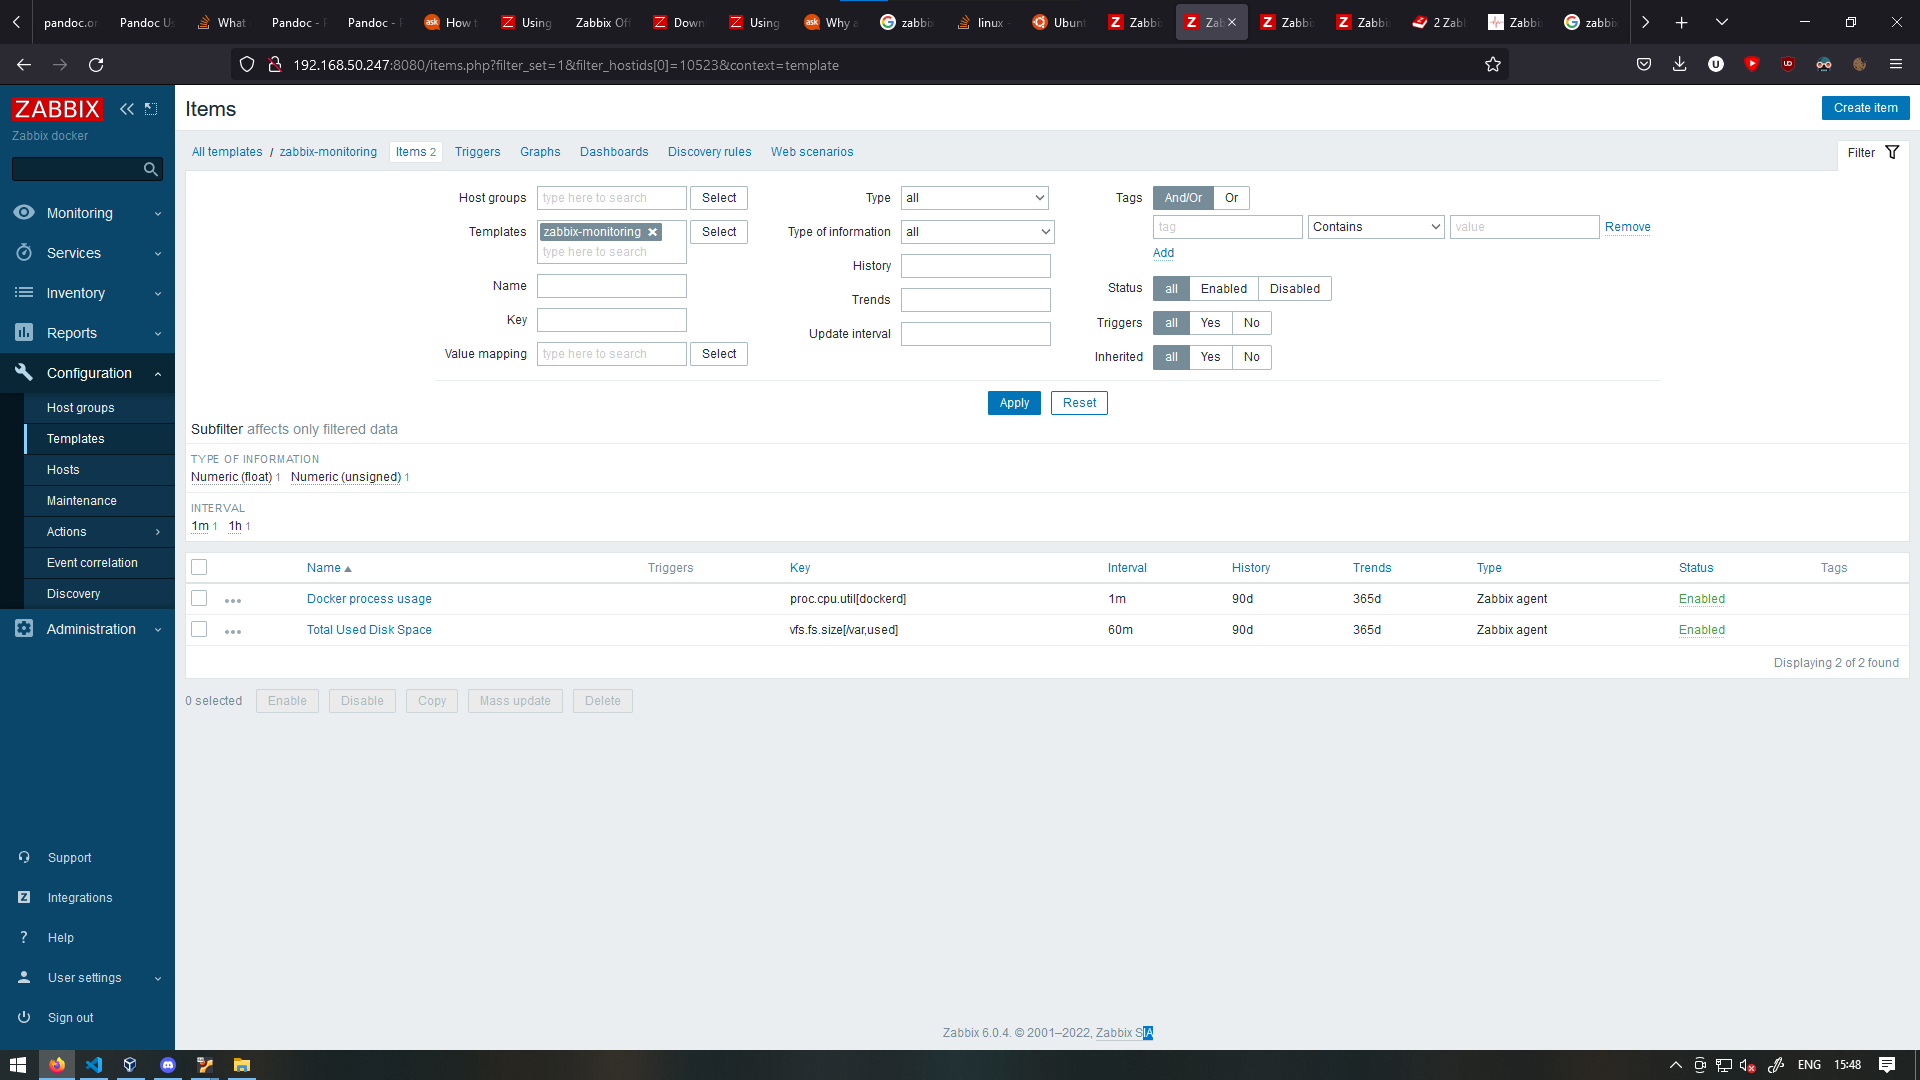 pandoc.or Pandoc Us What Pandoc - F Pandoc - F How t Using Zabbix Off Down Using Why a zabbi linux - Ubunt Zabbi Zab Zabbi Zabbi 2 Zab Zabbi zabbix
192.168.50.247:8080/items.php?filter_set=1&filter_hostids[0]=10523&context=template
ZABBIX
Zabbix docker
Monitoring
Services
Inventory
Reports
Configuration
Host groups
Templates
Hosts
Maintenance
Actions
Event correlation
Discovery
Administration
Support
Integrations
Help
User settings
Sign out
Items
Create item
All templates / zabbix-monitoring Items 2 Triggers Graphs Dashboards Discovery rules Web scenarios
Filter
Host groups type here to search Select
Templates zabbix-monitoring Select
type here to search
Name
Key
Value mapping type here to search Select
Type all
Type of information all
History
Trends
Update interval
Tags And/Or Or
tag Contains value Remove
Add
Status all Enabled Disabled
Triggers all Yes No
Inherited all Yes No
Apply Reset
Subfilter affects only filtered data
TYPE OF INFORMATION
Numeric (float) 1 Numeric (unsigned) 1
INTERVAL
1m 1 1h 1
Name Triggers Key Interval History Trends Type Status Tags
Docker process usage proc.cpu.util[dockerd] 1m 90d 365d Zabbix agent Enabled
Total Used Disk Space vfs.fs.size[/var,used] 60m 90d 365d Zabbix agent Enabled
Displaying 2 of 2 found
0 selected Enable Disable Copy Mass update Delete
Zabbix 6.0.4. © 2001–2022, Zabbix SIA
ENG 15:48